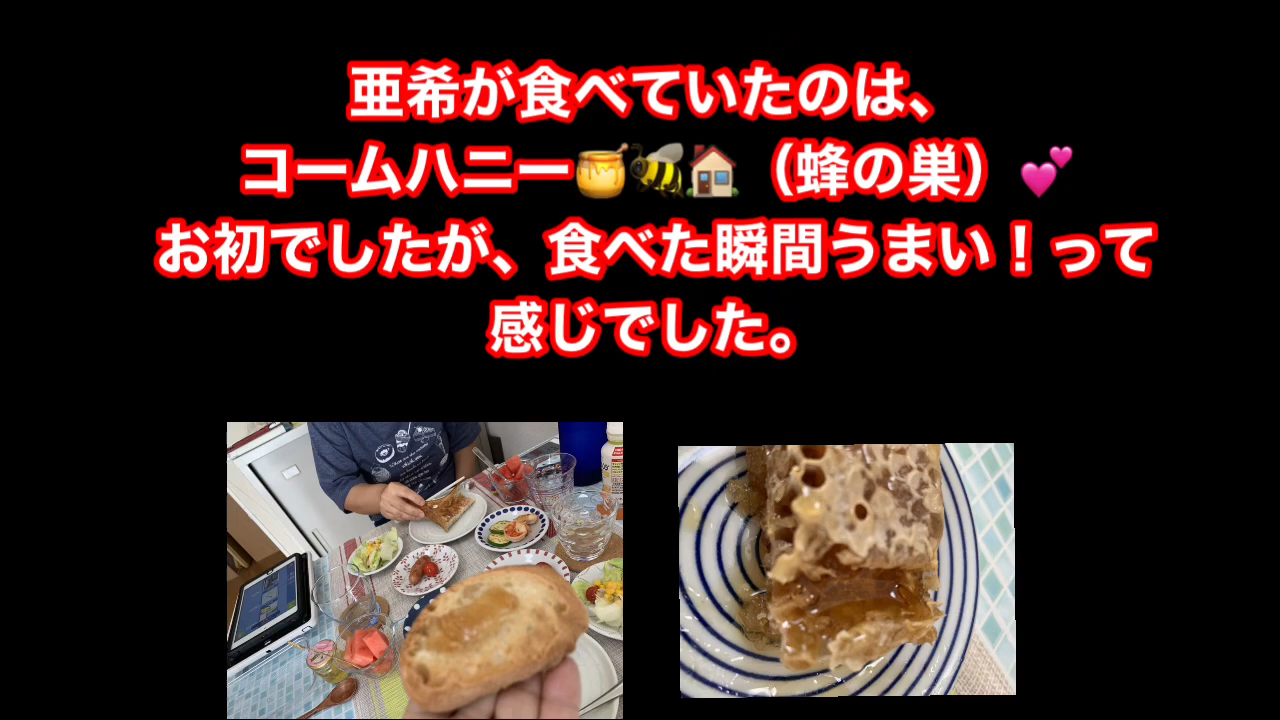 亜希が食べていたのは、
コームハニー🍯🐝🏠（蜂の巣）💕
お初でしたが、食べた瞬間うまい！って
感じでした。